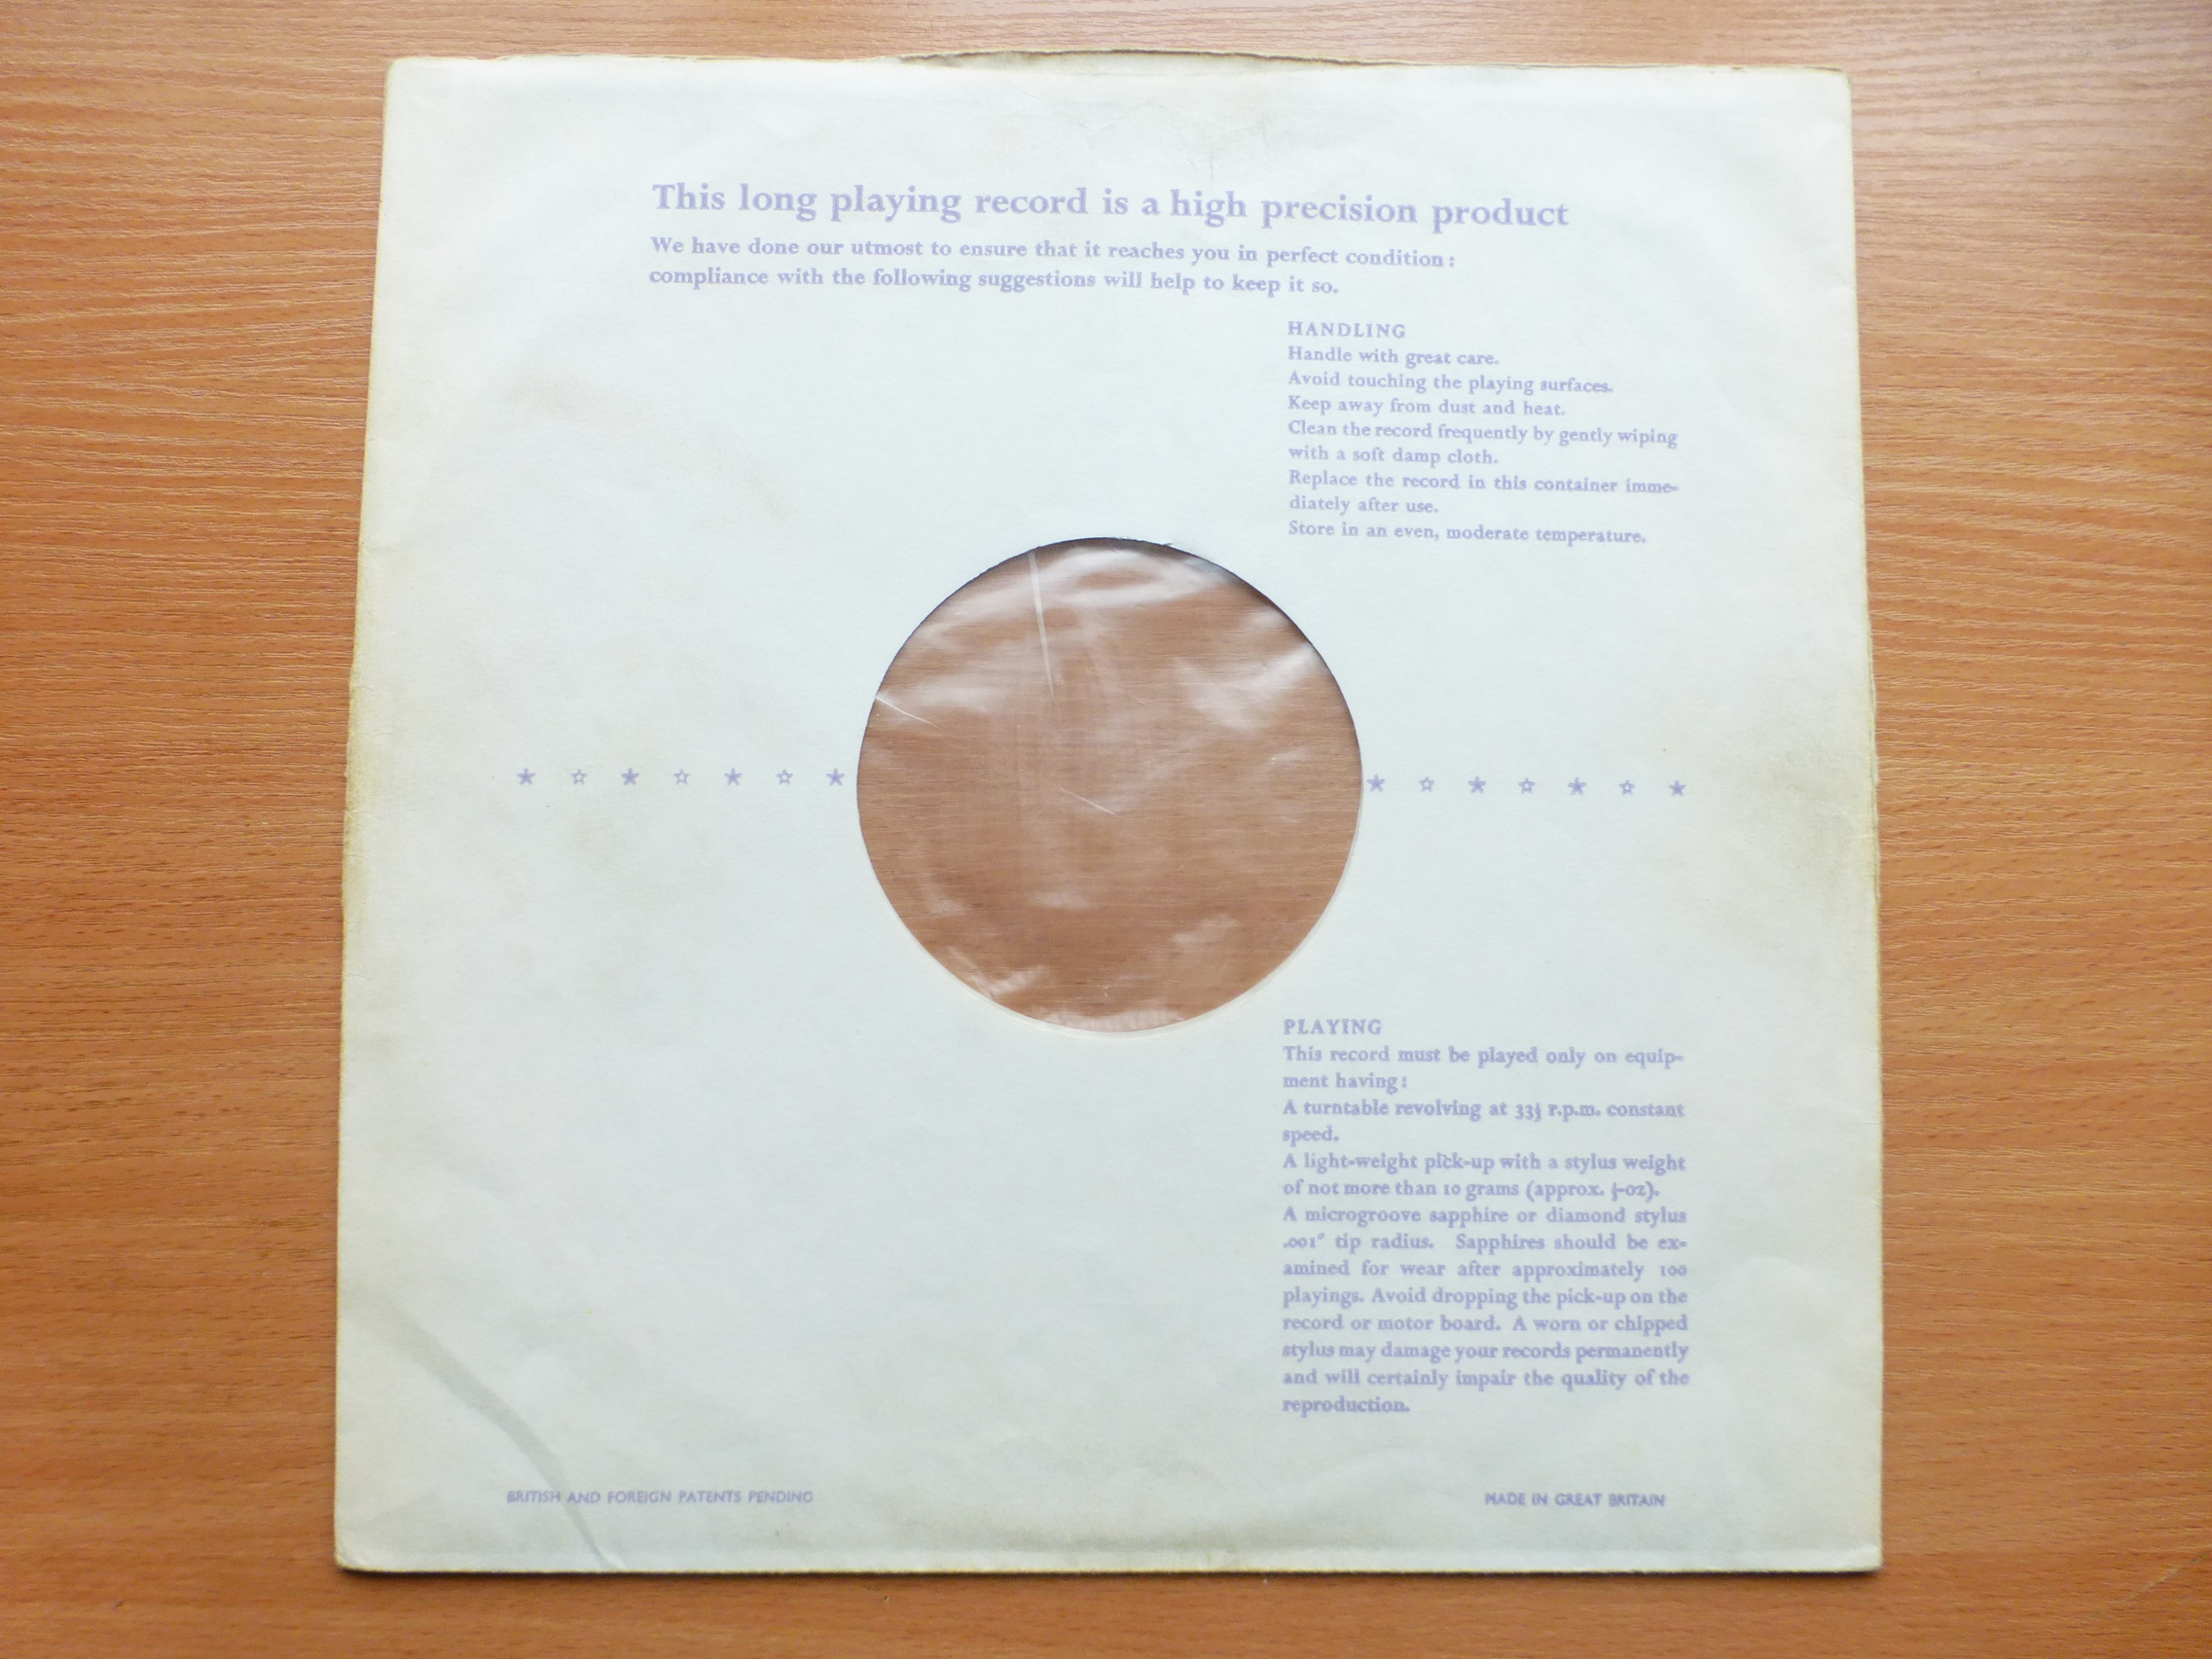 This long playing record is a high precision product
We have done our utmost to ensure that it reaches you in perfect condition:
compliance with the following suggestions will help to keep it so.
HANDLING
Handle with great care.
Avoid touching the playing surfaces.
Keep away from dust and heat.
Clean the record frequently by gently wiping
with a soft damp cloth.
Replace the record in this container imme-
diately after use.
Store in an even, moderate temperature.
PLAYING
This record must be played only on equip-
ment having:
A turntable revolving at 33⅓ r.p.m. constant
speed.
A light-weight pick-up with a stylus weight
of not more than 10 grams (approx. -oz).
A microgroove sapphire or diamond stylus
.001" tip radius. Sapphires should be ex-
amined for wear after approximately 100
playings. Avoid dropping the pick-up on the
record or motor board. A worn or chipped
stylus may damage your records permanently
and will certainly impair the quality of the
reproduction.
BRITISH AND FOREIGN PATENTS PENDING
MADE IN GREAT BRITAIN